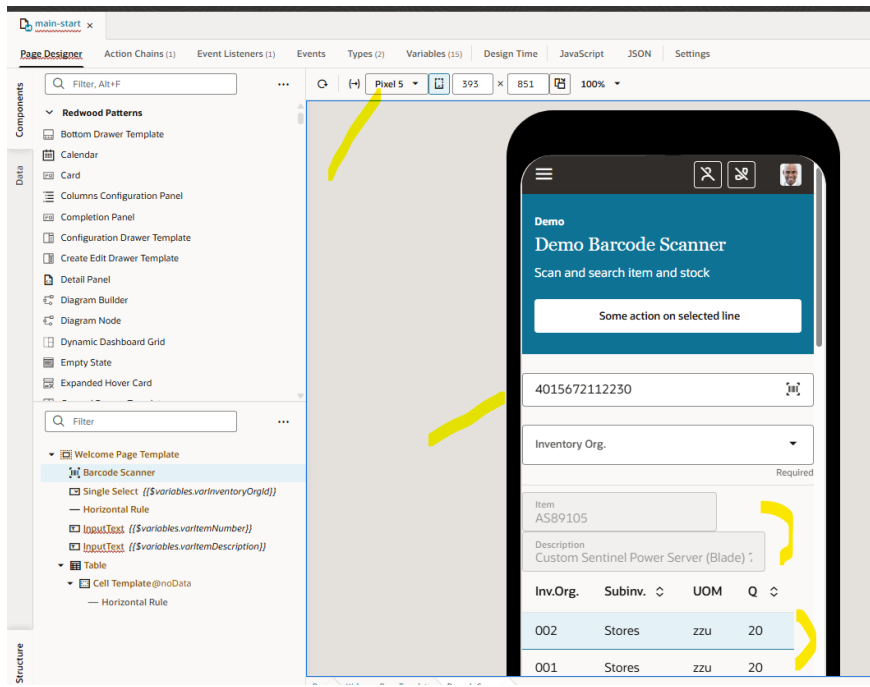 main-start ×
Page Designer Action Chains (1) Event Listeners (1) Events Types (2) Variables (15) Design Time JavaScript JSON Settings
Components
Data
Structure
Filter, Alt+F
Redwood Patterns
Bottom Drawer Template
Calendar
Card
Columns Configuration Panel
Completion Panel
Configuration Drawer Template
Create Edit Drawer Template
Detail Panel
Diagram Builder
Diagram Node
Dynamic Dashboard Grid
Empty State
Expanded Hover Card
Filter
Welcome Page Template
Barcode Scanner
Single Select {{$variables.varInventoryOrgId}}
Horizontal Rule
InputText {{$variables.varItemNumber}}
InputText {{$variables.varItemDescription}}
Table
Cell Template@noData
Horizontal Rule
Pixel 5 393 × 851 100%
Demo
Demo Barcode Scanner
Scan and search item and stock
Some action on selected line
4015672112230
Inventory Org.
Required
Item
AS89105
Description
Custom Sentinel Power Server (Blade)
Inv.Org. Subinv. UOM Q
002 Stores zzu 20
001 Stores zzu 20